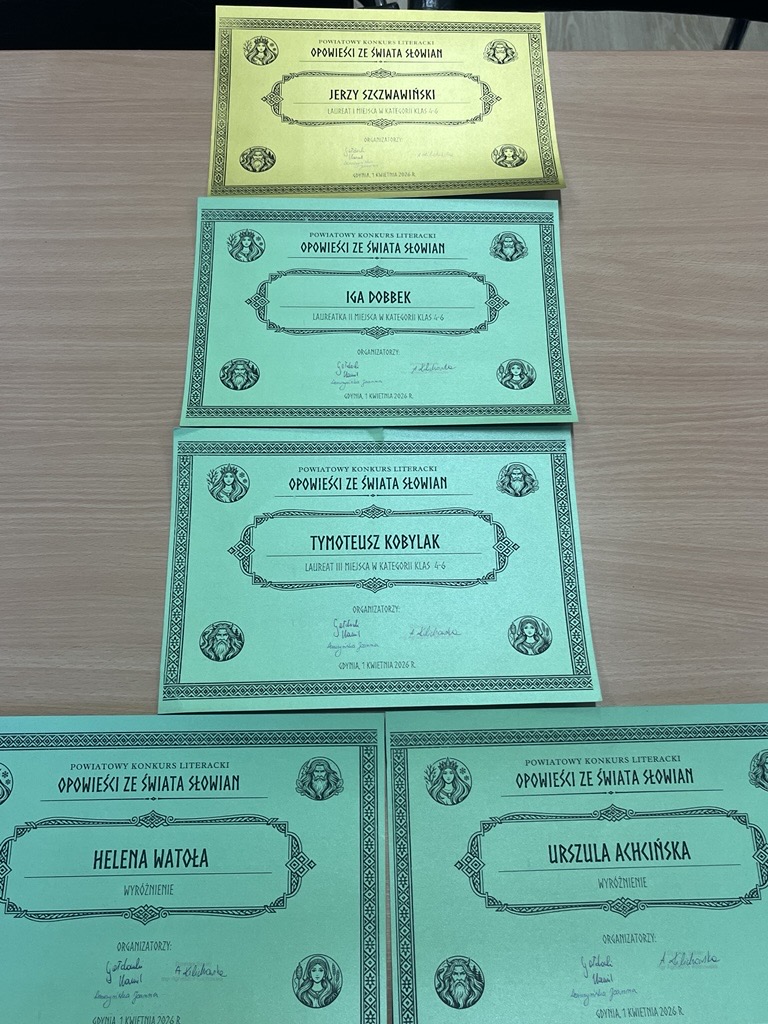 POWIATOWY KONKURS LITERACKI
OPOWIEŚCI ZE ŚWIATA SŁOWIAN
JERZY SZCZWAWIŃSKI
LAUREAT I MIEJSCA W KATEGORII KLAS 4-6
ORGANIZATORZY:
GDYNIA, 1 KWIETNIA 2026 R.
POWIATOWY KONKURS LITERACKI
OPOWIEŚCI ZE ŚWIATA SŁOWIAN
IGA DOBBEK
LAUREATKA II MIEJSCA W KATEGORII KLAS 4-6
ORGANIZATORZY:
GDYNIA, 1 KWIETNIA 2026 R.
POWIATOWY KONKURS LITERACKI
OPOWIEŚCI ZE ŚWIATA SŁOWIAN
TYMOTEUSZ KOBYLAK
LAUREAT III MIEJSCA W KATEGORII KLAS 4-6
ORGANIZATORZY:
Joanna
GDYNIA, 1 KWIETNIA 2026 R.
POWIATOWY KONKURS LITERACKI
OPOWIEŚCI ZE ŚWIATA SŁOWIAN
HELENA WATOŁA
WYRÓŻNIENIE
ORGANIZATORZY:
Joanna
GDYNIA, 1 KWIETNIA 2026 R.
POWIATOWY KONKURS LITERACKI
OPOWIEŚCI ZE ŚWIATA SŁOWIAN
URSZULA ACHCIŃSKA
WYRÓŻNIENIE
ORGANIZATORZY:
Joanna
GDYNIA, 1 KWIETNIA 2026 R.